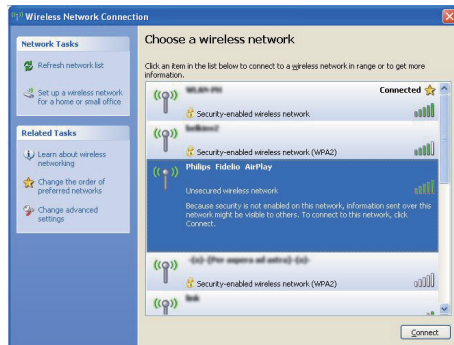 Wireless Network Connection
Network Tasks
Refresh network list
Set up a wireless network
for a home or small office
Related Tasks
Learn about wireless
networking
Change the order of
preferred networks
Change advanced
settings
Choose a wireless network
Click an item in the list below to connect to a wireless network in range or to get more
information.
Connected
Security-enabled wireless network
Security-enabled wireless network (WPA2)
Philips Fidelio AirPlay
Unsecured wireless network
Because security is not enabled on this network, information sent over this
network might be visible to others. To connect to this network, click
Connect.
Security-enabled wireless network (WPA2)
Connect